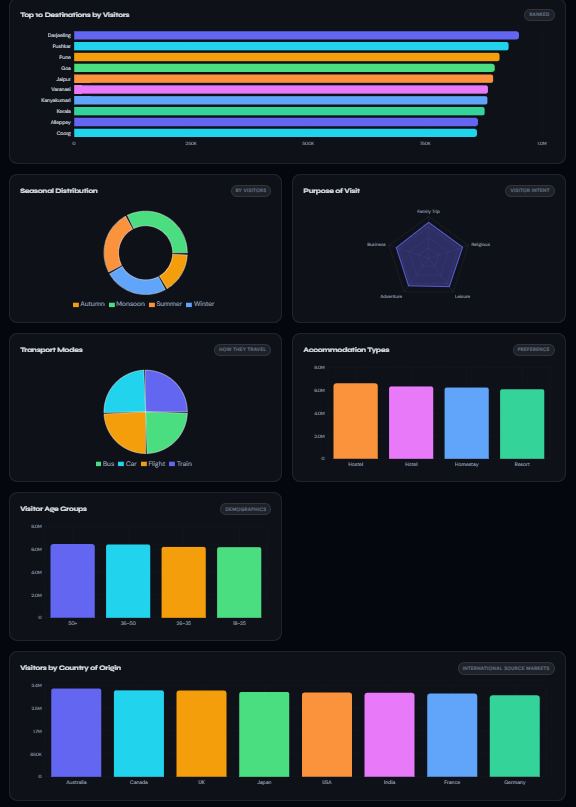 Top 10 Destinations by Visitors
RANKED
Darjeeling
Pushkar
Pune
Goa
Jaipur
Varanasi
Kanyakumari
Kerala
Alleppey
Coorg
0 250K 500K 750K 1.0M
Seasonal Distribution
BY VISITORS
Autumn Monsoon Summer Winter
Purpose of Visit
VISITOR INTENT
Family Trip
Religious
Leisure
Adventure
Business
Transport Modes
HOW THEY TRAVEL
Bus Car Flight Train
Accommodation Types
PREFERENCE
8.0M
6.0M
4.0M
2.0M
0
Hostel Hotel Homestay Resort
Visitor Age Groups
DEMOGRAPHICS
8.0M
6.0M
4.0M
2.0M
0
50+ 36-50 26-35 18-25
Visitors by Country of Origin
INTERNATIONAL SOURCE MARKETS
3.4M
2.5M
1.7M
850K
0
Australia Canada UK Japan USA India France Germany